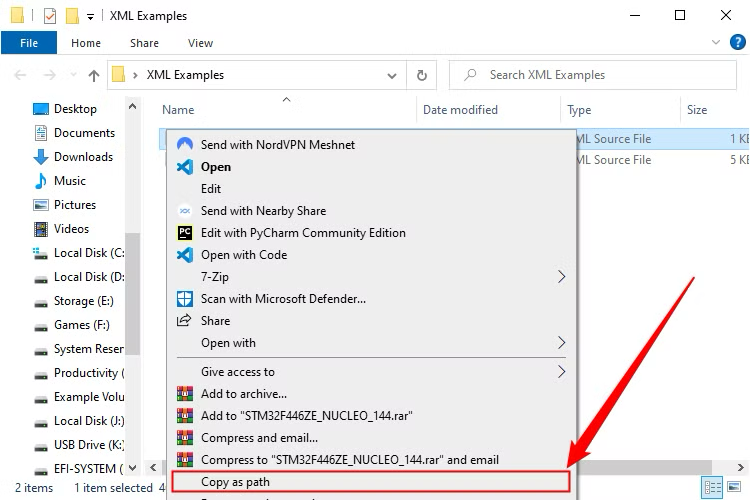 XML Examples
File Home Share View
XML Examples
Search XML Examples
Name Date modified Type Size
Desktop
Documents
Downloads
Music
Pictures
Videos
Local Disk (C:
Local Disk (D:
Storage (E:)
Games (F:)
System Reser
Productivity (
Example Volu
Local Disk (J:)
USB Drive (K:)
EFI-SYSTEM (
ML Source File 1 KB
ML Source File 5 KB
Send with NordVPN Meshnet
Open
Edit
Send with Nearby Share
PC Edit with PyCharm Community Edition
Open with Code
7-Zip
Scan with Microsoft Defender...
Share
Open with
Give access to
Add to archive...
Add to "STM32F446ZE_NUCLEO_144.rar"
Compress and email...
Compress to "STM32F446ZE_NUCLEO_144.rar" and email
Copy as path
2 items 1 item selected